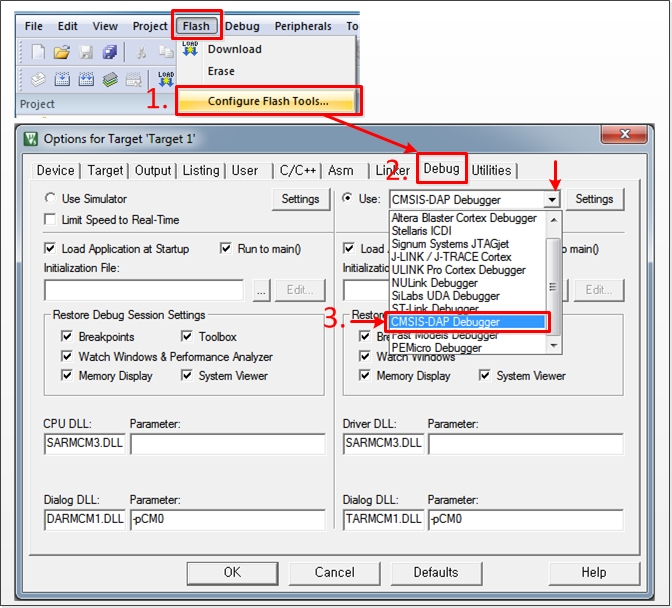 File Edit View Project Flash Debug Peripherals To
LOAD Download
Erase
LOAD
1. Configure Flash Tools...
Project
Options for Target 'Target 1'
2.
Device Target Output Listing User C/C++ Asm Linker Debug Utilities
Use Simulator Settings Use: CMSIS-DAP Debugger Settings
Limit Speed to Real-Time
Altera Blaster Cortex Debugger
Stellaris ICDI
Signum Systems JTAGjet
Load Application at Startup Run to main() Load A o main()
J-LINK / J-TRACE Cortex
ULINK Pro Cortex Debugger
Initialization File: Initializati
NULink Debugger
... Edit... Edit...
SiLabs UDA Debugger
ST-Link Debugger
Restore Debug Session Settings Resto
3. CMSIS-DAP Debugger
Breakpoints Toolbox Bre
Fast Models Debugger
PEMicro Debugger
Watch Windows & Performance Analyzer Watch Windows
Memory Display System Viewer Memory Display System Viewer
CPU DLL: Parameter: Driver DLL: Parameter:
SARMCM3.DLL SARMCM3.DLL
Dialog DLL: Parameter: Dialog DLL: Parameter:
DARMCM1.DLL -pCM0 TARMCM1.DLL -pCM0
OK Cancel Defaults Help